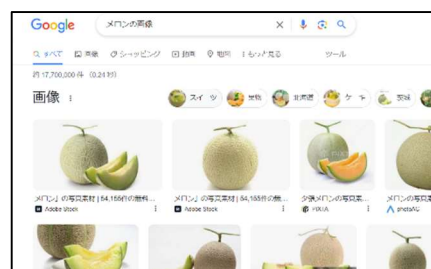 Google
メロンの画像
すべて 画像 ショッピング 動画 地図 もっと見る ツール
約 17,700,000 件 (0.24 秒)
画像
スイーツ 果物 北海道 ケーキ 茨城
メロン」の写真素材 | 64,155件の無料...
Adobe Stock
メロン」の写真素材 | 64,155件の無...
Adobe Stock
夕張メロンの写真素...
PIXTA
メロンの写真素...
photoAC